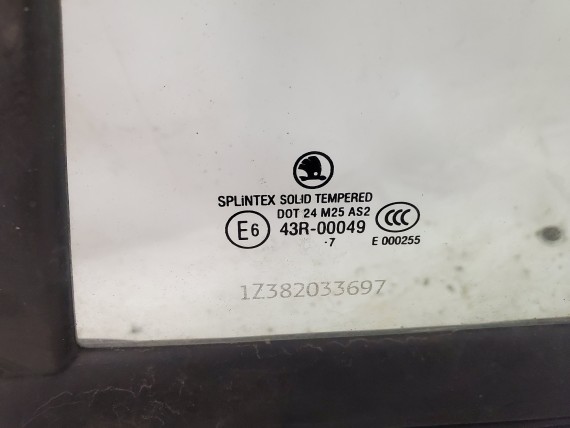 SPLiNTEX SOLiD TEMPERED
DOT 24 M25 AS2
E6 43R-00049 CCC
·7 E 000255
1Z382033697